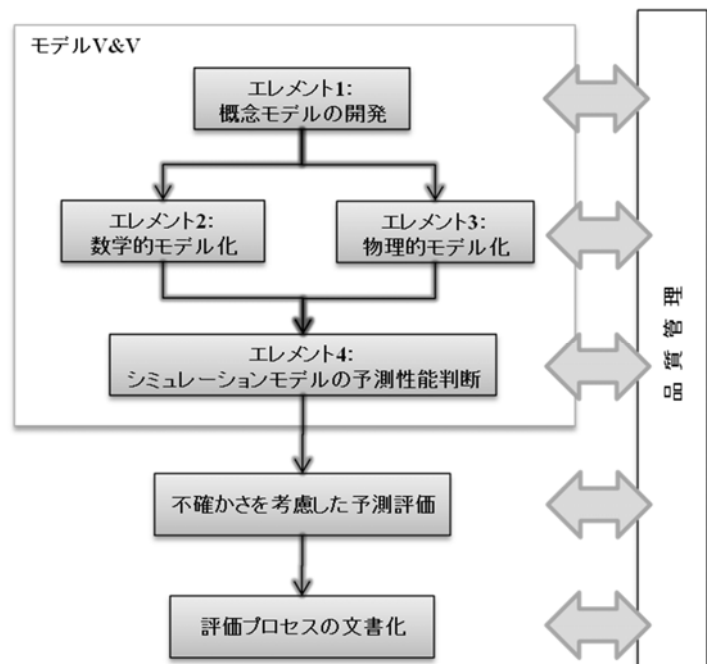 モデルV&V
エレメント1:
概念モデルの開発
エレメント2:
数学的モデル化
エレメント3:
物理的モデル化
エレメント4:
シミュレーションモデルの予測性能判断
不確かさを考慮した予測評価
評価プロセスの文書化
品質管理